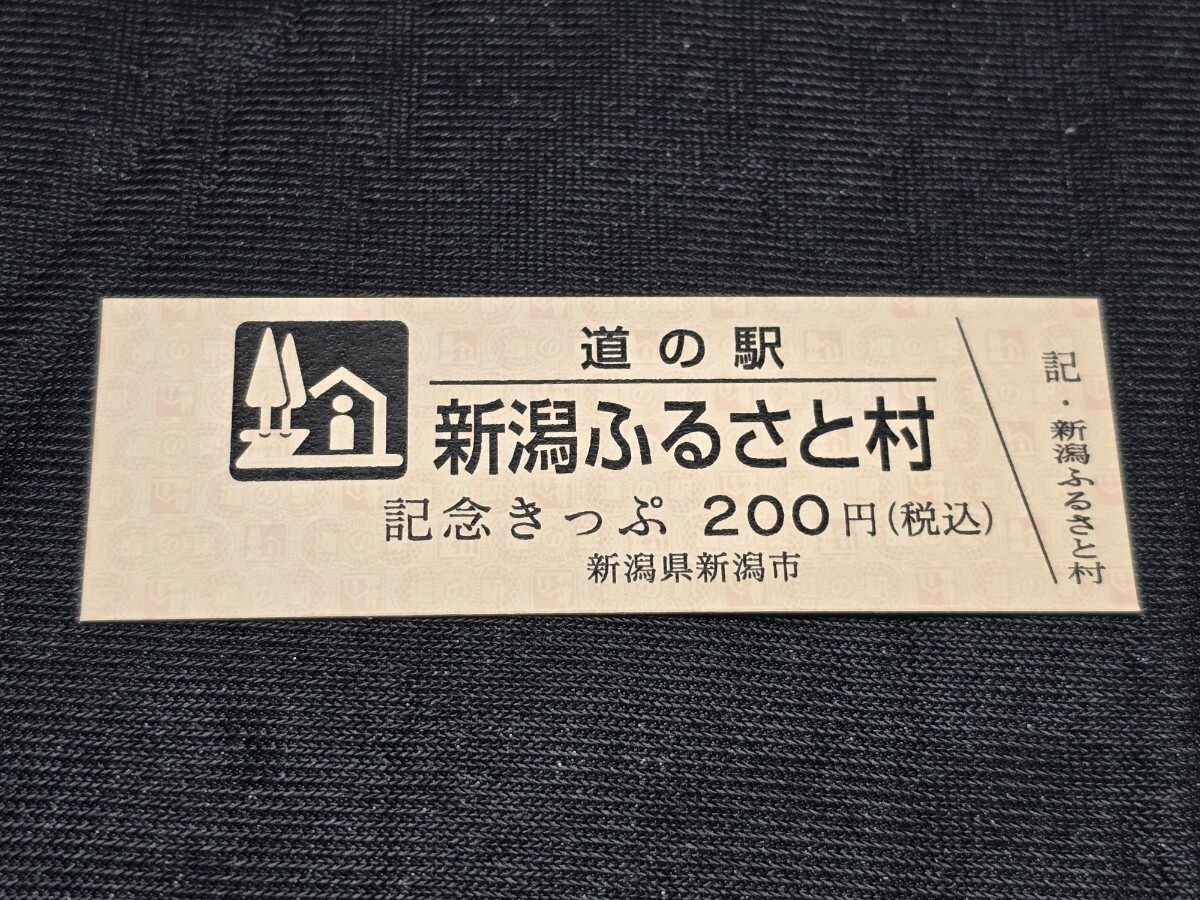 道の駅
新潟ふるさと村
記念きっぷ 200円(税込)
新潟県新潟市
記・新潟ふるさと村